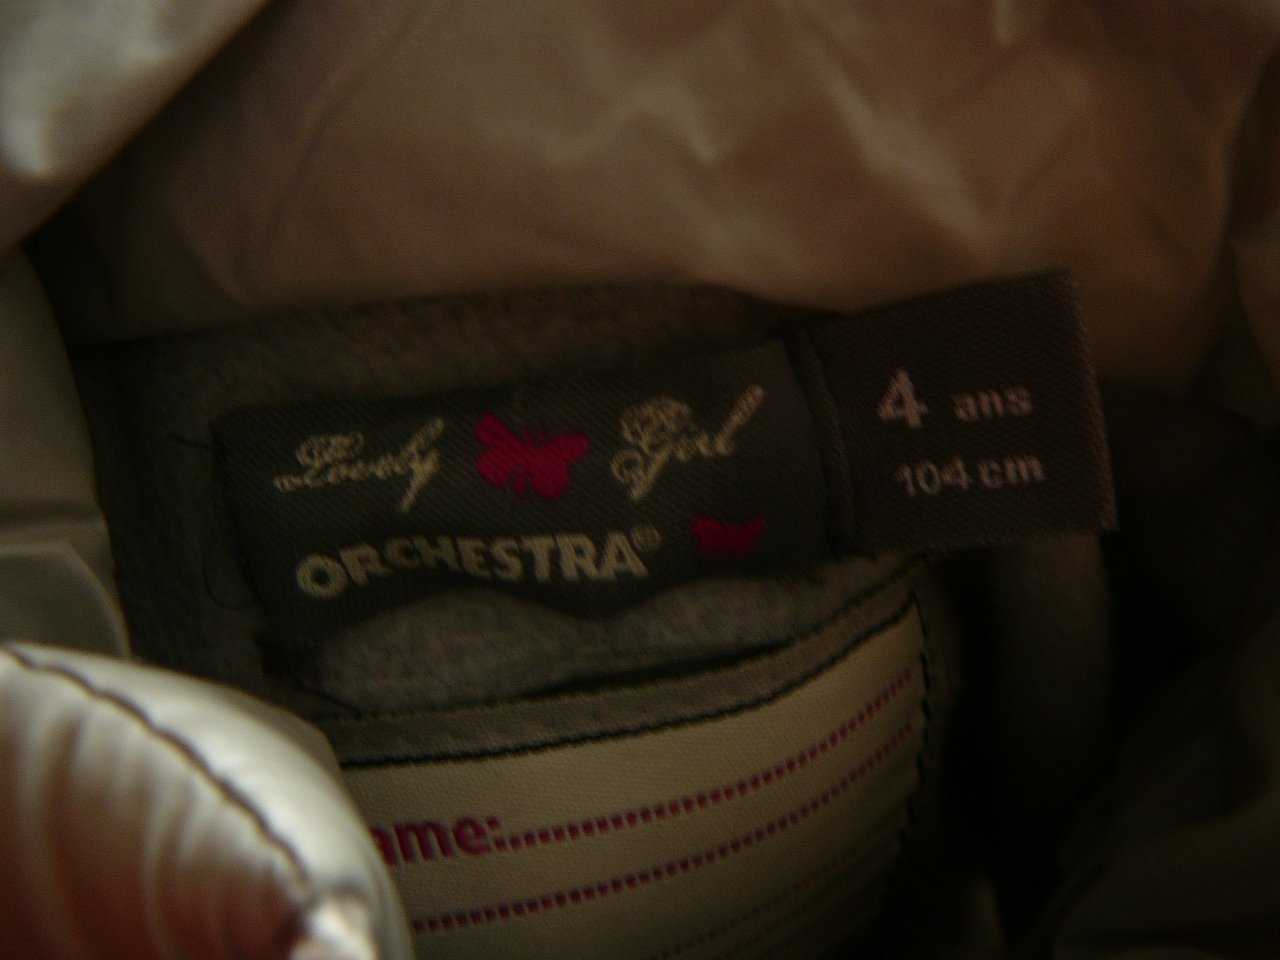 Lovely Girl
ORCHESTRA®
4 ans
104 cm
ame: